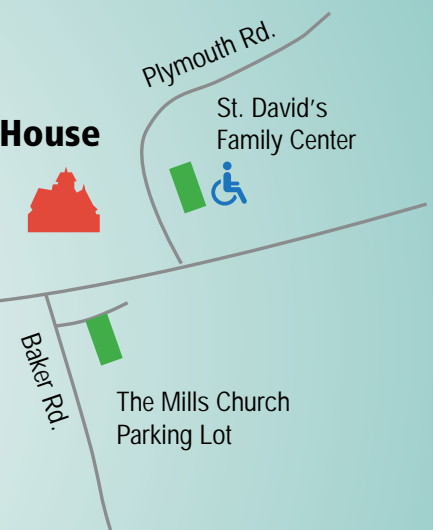 Plymouth Rd.
St. David's
Family Center
House
Baker Rd.
The Mills Church
Parking Lot